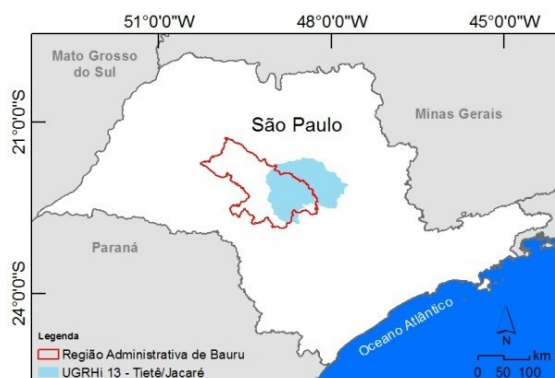 51°0'0"W
48°0'0"W
45°0'0"W
Mato Grosso
do Sul
Minas Gerais
21°0'0"S
São Paulo
Paraná
24°0'0"S
Oceano Atlântico
Legenda
Região Administrativa de Bauru
UGRHi 13 - Tietê/Jacaré
N
km
0 50 100